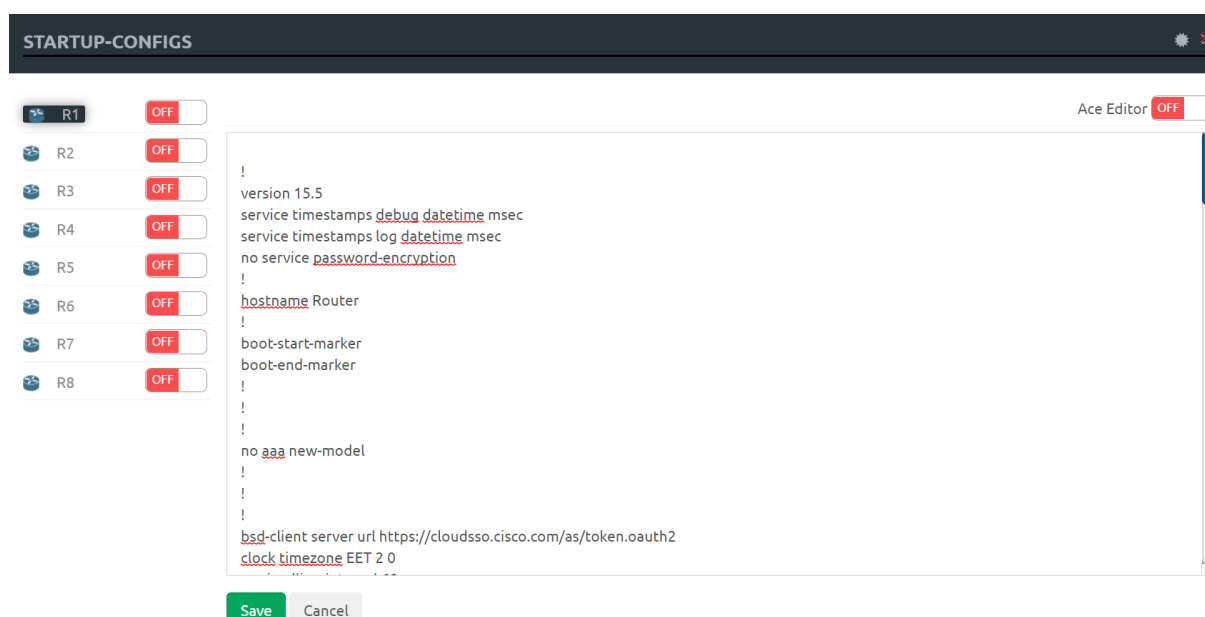 STARTUP-CONFIGS
R1 OFF
Ace Editor OFF
R2 OFF
R3 OFF
R4 OFF
R5 OFF
R6 OFF
R7 OFF
R8 OFF
!
version 15.5
service timestamps debug datetime msec
service timestamps log datetime msec
no service password-encryption
!
hostname Router
!
boot-start-marker
boot-end-marker
!
!
!
no aaa new-model
!
!
!
bsd-client server url https://cloudsso.cisco.com/as/token.oauth2
clock timezone EET 2 0
Save Cancel